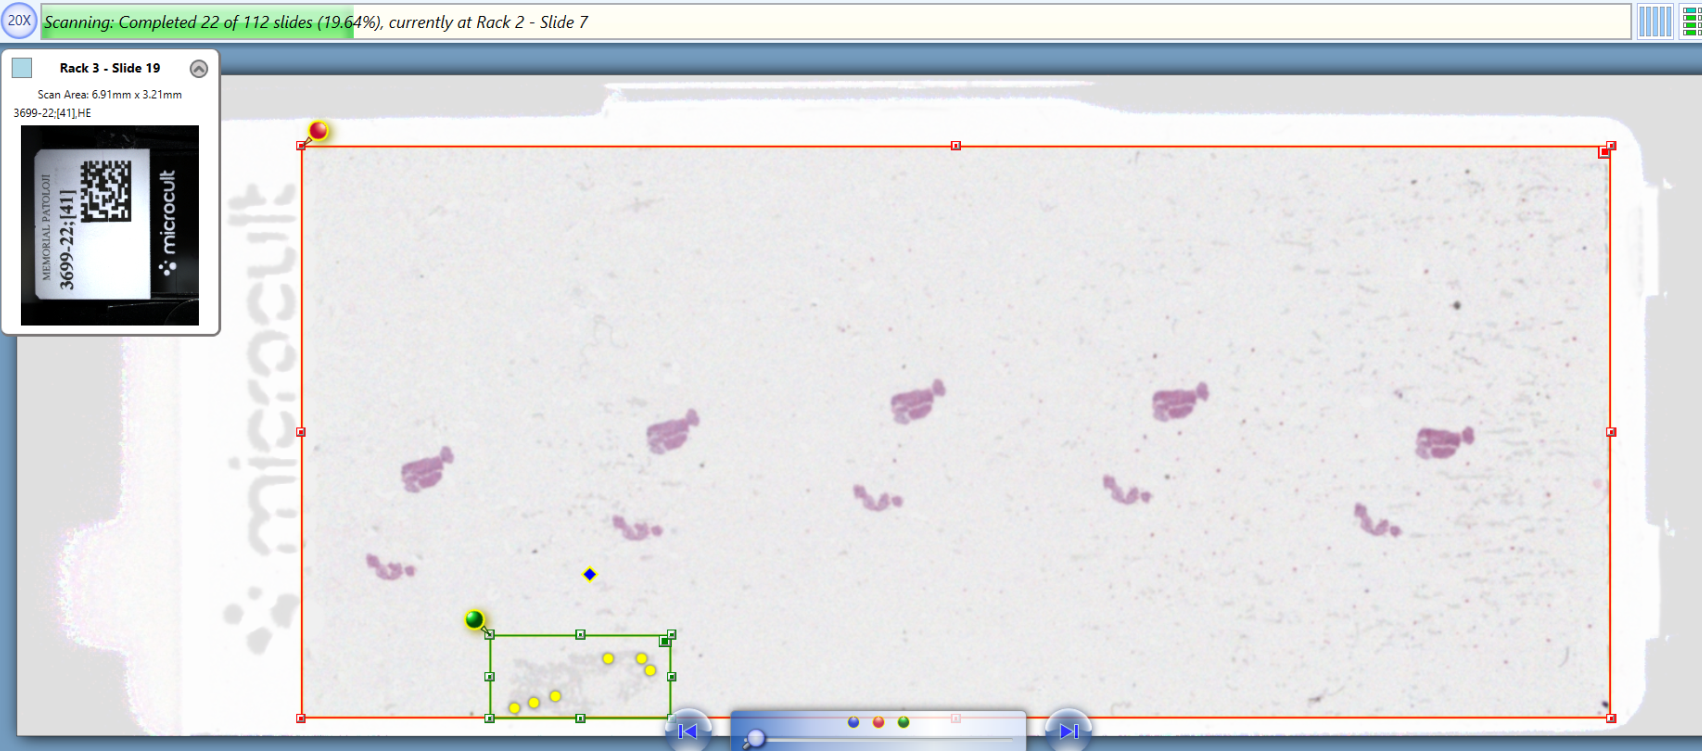 20X
Scanning: Completed 22 of 112 slides (19.64%), currently at Rack 2 - Slide 7
Rack 3 - Slide 19
Scan Area: 6.91mm x 3.21mm
3699-22;[41],HE
MEMORIAL PATOLOJI
3699-22;[41]
microcult
microcult